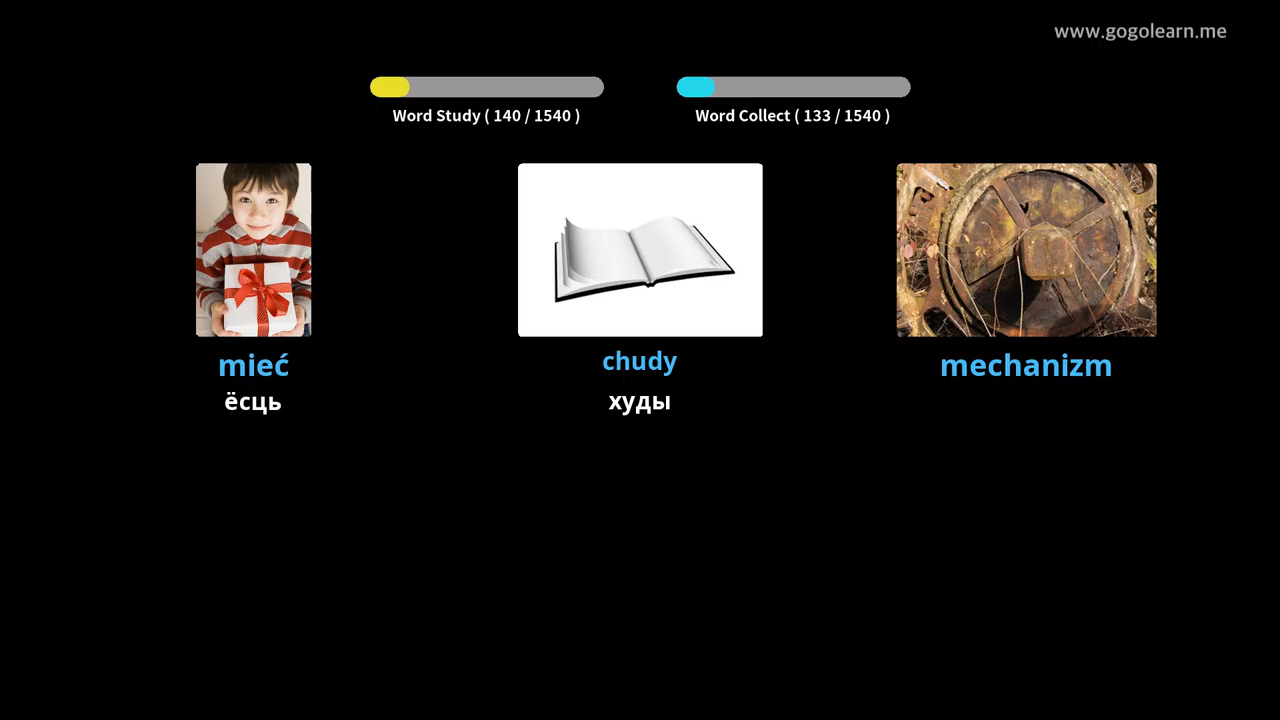 www.gogolearn.me
Word Study ( 140 / 1540 )
Word Collect ( 133 / 1540 )
mieć
ёсць
chudy
худы
mechanizm